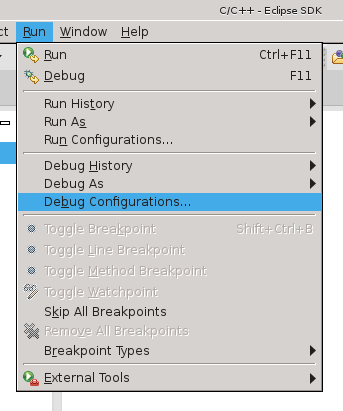 C/C++ - Eclipse SDK
ct Run Window Help
Run Ctrl+F11
Debug F11
Run History
Run As
Run Configurations...
Debug History
Debug As
Debug Configurations...
Toggle Breakpoint Shift+Ctrl+B
Toggle Line Breakpoint
Toggle Method Breakpoint
Toggle Watchpoint
Skip All Breakpoints
Remove All Breakpoints
Breakpoint Types
External Tools